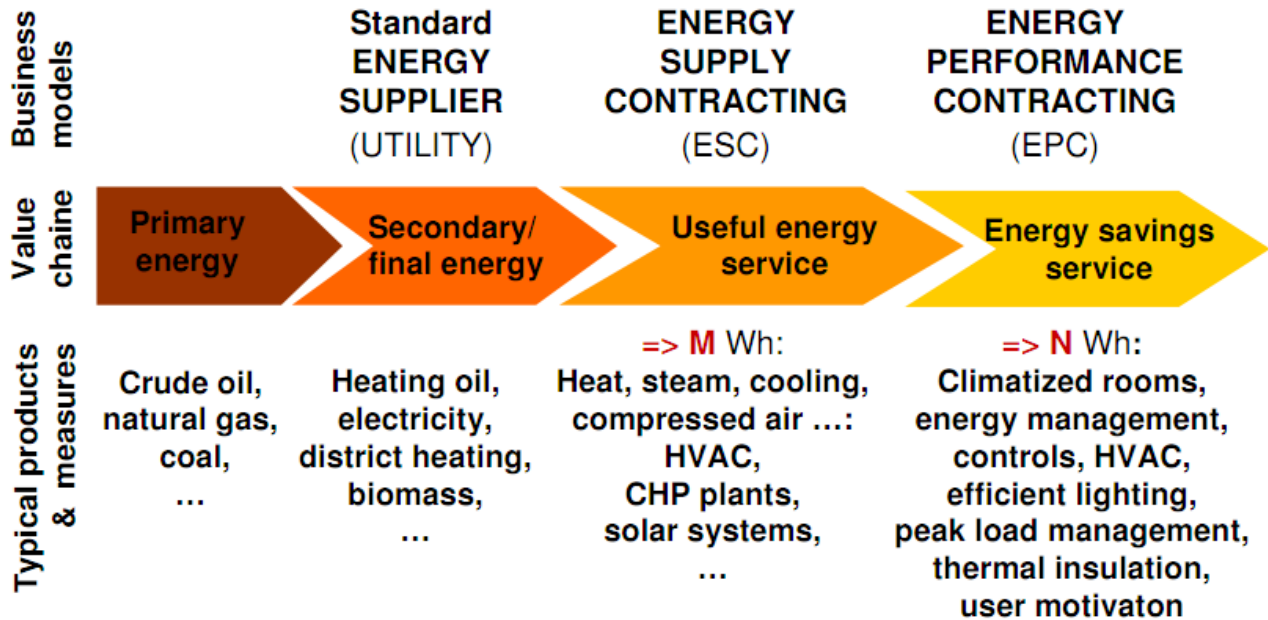 Business
models
Standard
ENERGY
SUPPLIER
(UTILITY)
ENERGY
SUPPLY
CONTRACTING
(ESC)
ENERGY
PERFORMANCE
CONTRACTING
(EPC)
Value
chaine
Primary
energy
Secondary/
final energy
Useful energy
service
Energy savings
service
Typical products
& measures
Crude oil,
natural gas,
coal,
...
Heating oil,
electricity,
district heating,
biomass,
...
=> M Wh:
Heat, steam, cooling,
compressed air ...:
HVAC,
CHP plants,
solar systems,
...
=> N Wh:
Climatized rooms,
energy management,
controls, HVAC,
efficient lighting,
peak load management,
thermal insulation,
user motivaton